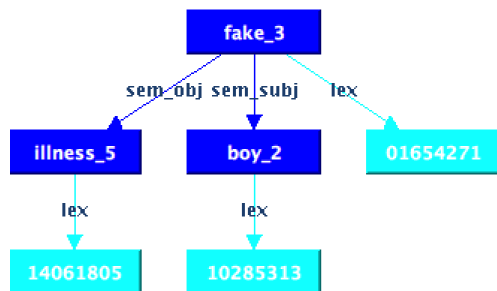 fake_3
sem_obj sem_subj lex
illness_5 boy_2 01654271
lex lex
14061805 10285313